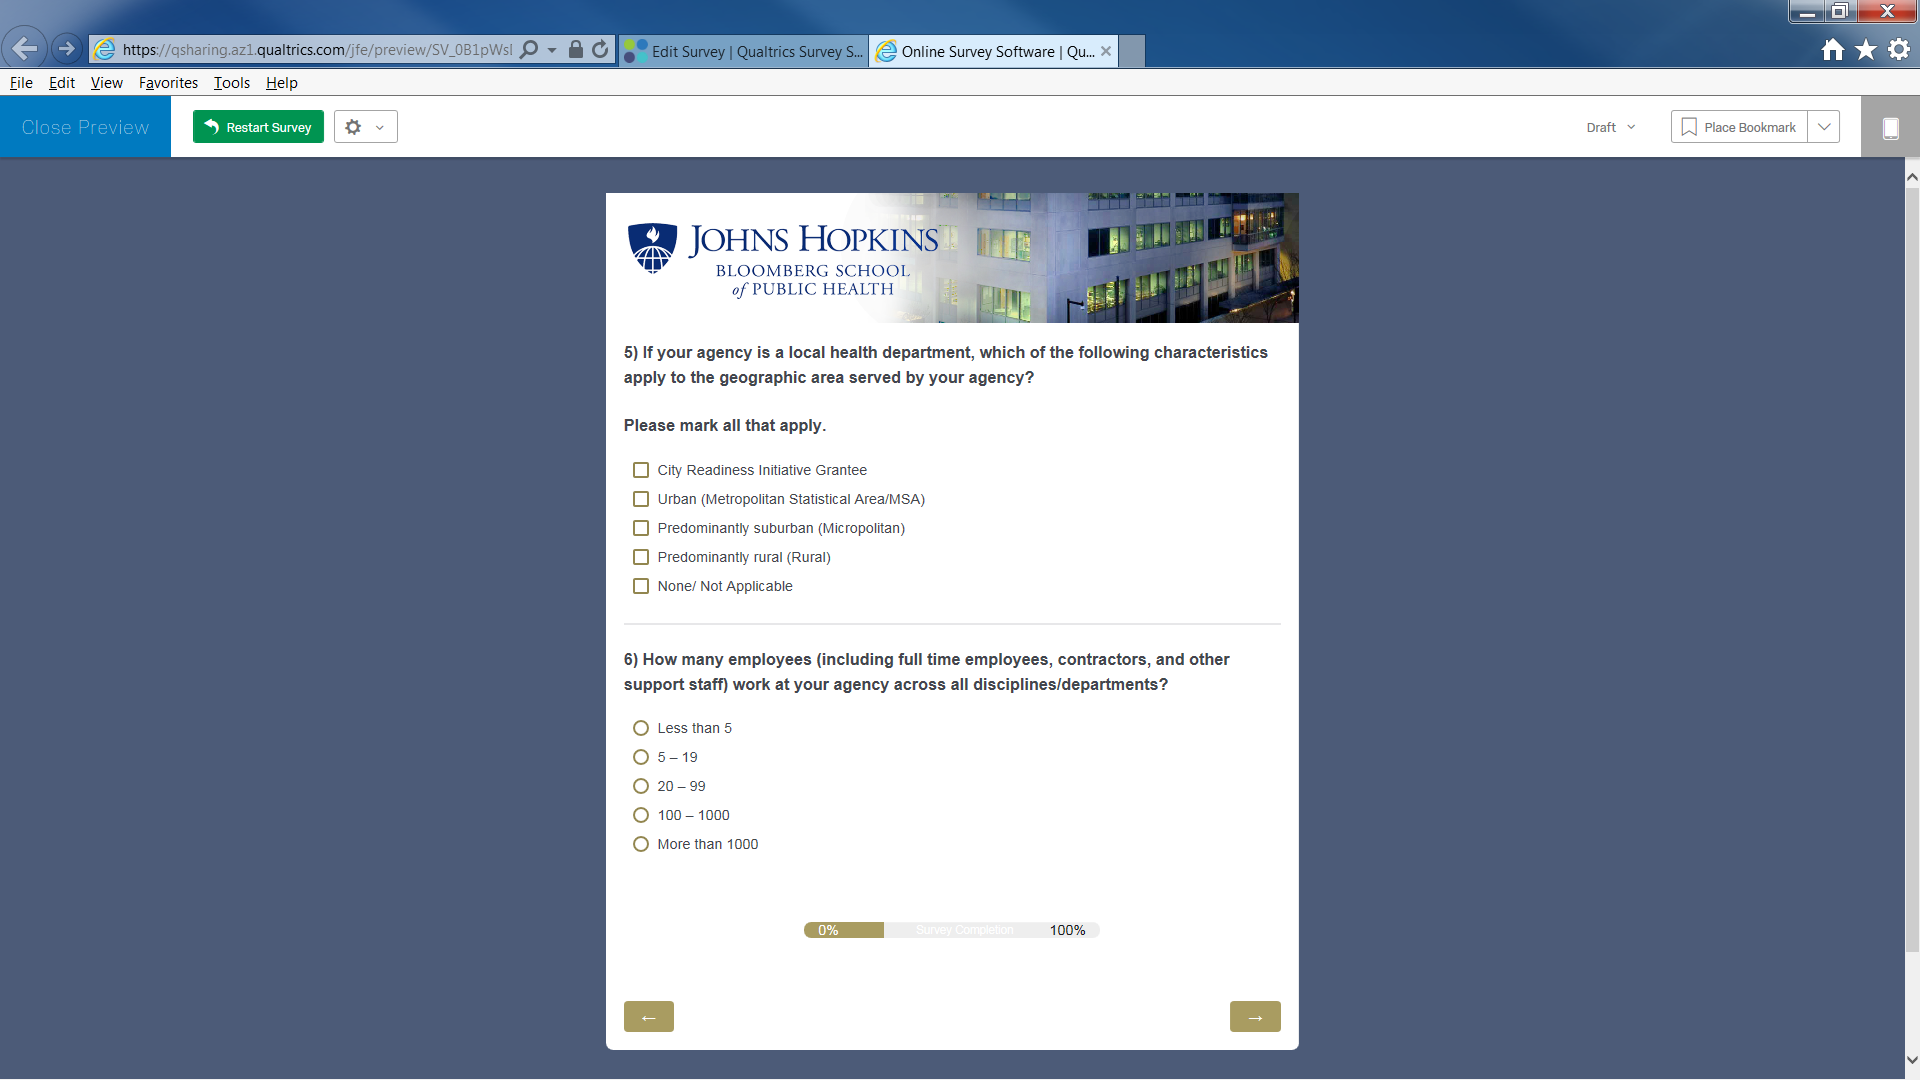 https://qsharing.az1.qualtrics.com/jfe/preview/SV_0B1pWsl
Edit Survey | Qualtrics Survey S...
Online Survey Software | Qu...
File Edit View Favorites Tools Help
Close Preview
Restart Survey
Draft
Place Bookmark
JOHNS HOPKINS
BLOOMBERG SCHOOL
of PUBLIC HEALTH
5) If your agency is a local health department, which of the following characteristics
apply to the geographic area served by your agency?
Please mark all that apply.
City Readiness Initiative Grantee
Urban (Metropolitan Statistical Area/MSA)
Predominantly suburban (Micropolitan)
Predominantly rural (Rural)
None/ Not Applicable
6) How many employees (including full time employees, contractors, and other
support staff) work at your agency across all disciplines/departments?
Less than 5
5 – 19
20 – 99
100 – 1000
More than 1000
0% Survey Completion 100%
← →